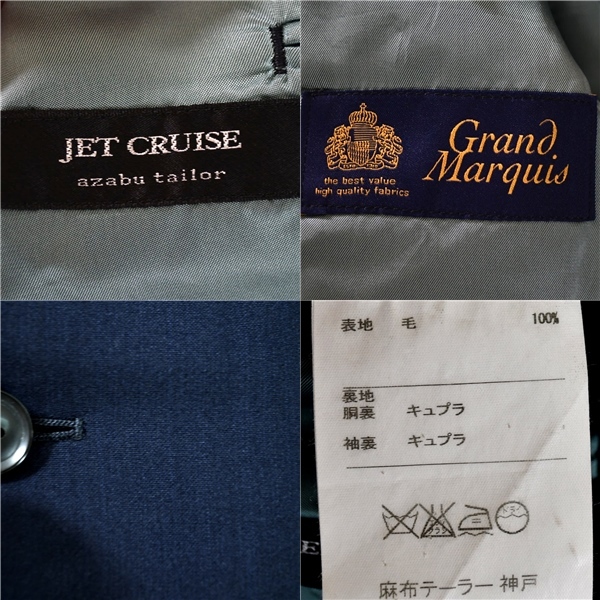 JET CRUISE
azabu tailor
the best value
high quality fabrics
Grand
Marquis
表地 毛 100%
裏地
胴裏 キュプラ
袖裏 キュプラ
麻布テーラー 神戸